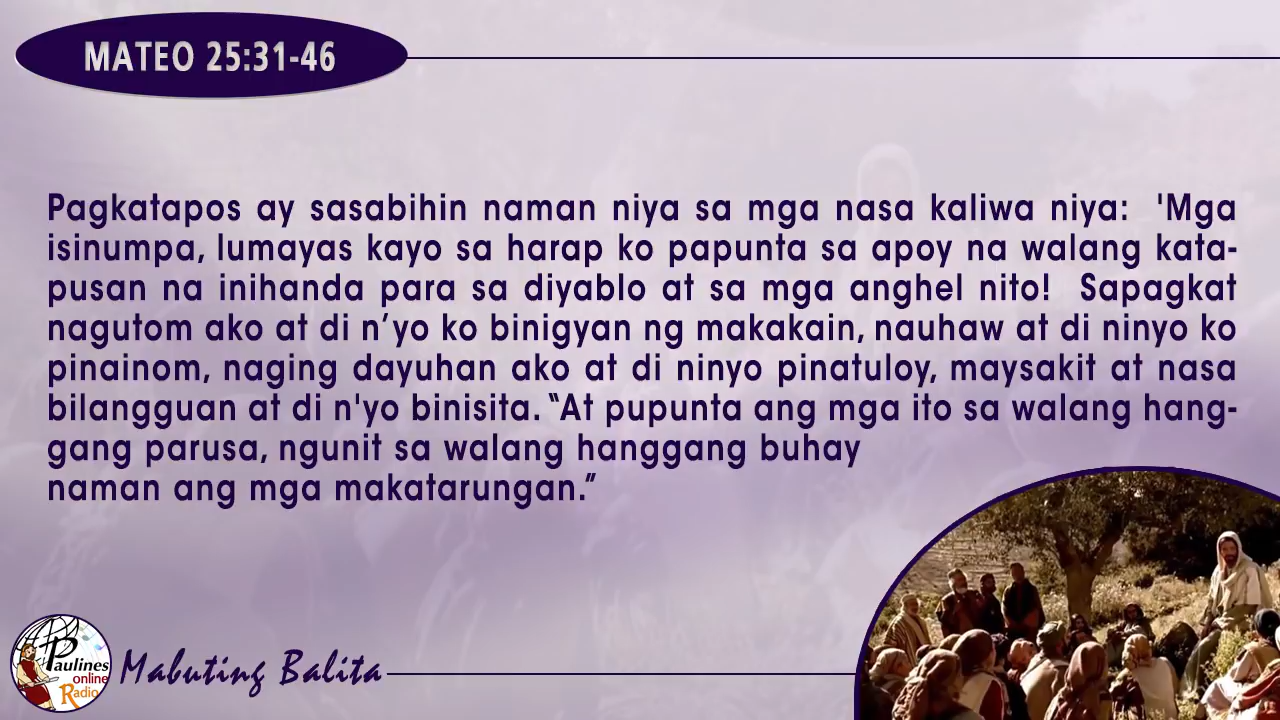 MATEO 25:31-46
Pagkatapos ay sasabihin naman niya sa mga nasa kaliwa niya:  'Mga
isinumpa, lumayas kayo sa harap ko papunta sa apoy na walang kata-
pusan na inihanda para sa diyablo at sa mga anghel nito!  Sapagkat
nagutom ako at di n’yo ko binigyan ng makakain, nauhaw at di ninyo ko
pinainom, naging dayuhan ako at di ninyo pinatuloy, maysakit at nasa
bilangguan at di n'yo binisita. “At pupunta ang mga ito sa walang hang-
gang parusa, ngunit sa walang hanggang buhay
naman ang mga makatarungan.”
Paulines
online
Radio
Mabuting Balita